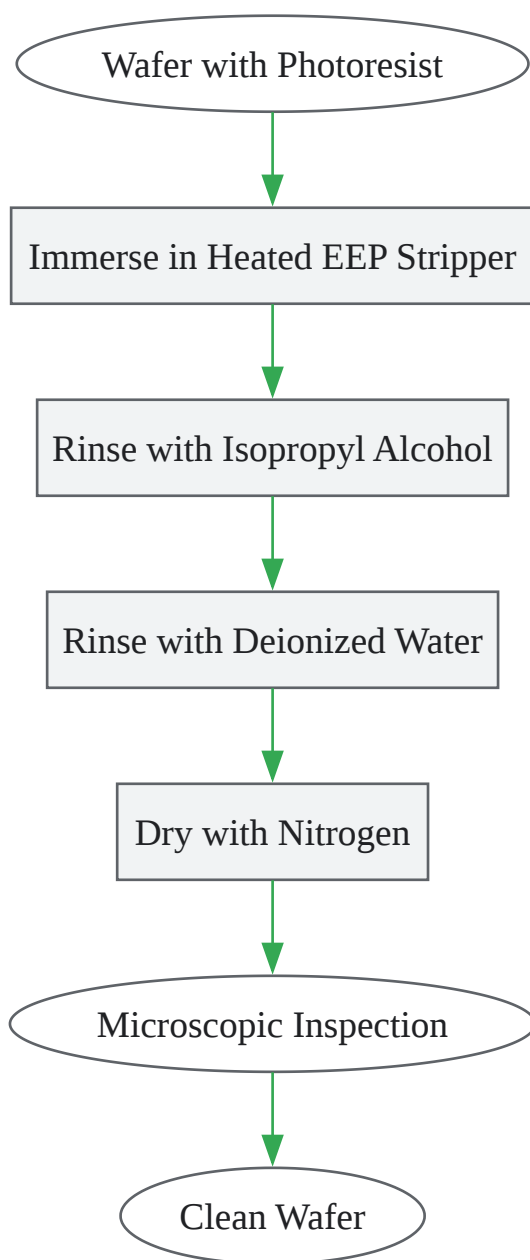 Wafer with Photoresist
Immerse in Heated EEP Stripper
Rinse with Isopropyl Alcohol
Rinse with Deionized Water
Dry with Nitrogen
Microscopic Inspection
Clean Wafer